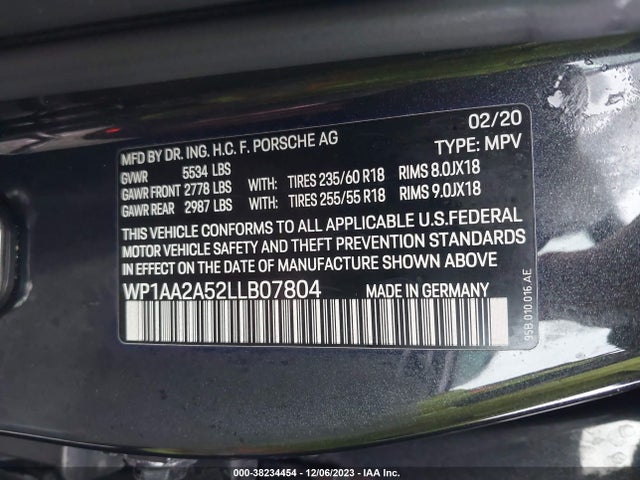 02/20
MFD BY DR. ING. H.C. F. PORSCHE AG TYPE: MPV
GVWR 5534 LBS
GAWR FRONT 2778 LBS WITH: TIRES 235/60 R18 RIMS 8.0JX18
GAWR REAR 2987 LBS WITH: TIRES 255/55 R18 RIMS 9.0JX18
THIS VEHICLE CONFORMS TO ALL APPLICABLE U.S.FEDERAL
MOTOR VEHICLE SAFETY AND THEFT PREVENTION STANDARDS
IN EFFECT ON THE DATE OF MANUFACTURE SHOWN ABOVE
WP1AA2A52LLB07804 MADE IN GERMANY
95B.010.016.AE
000-38234454 • 12/06/2023 • IAA Inc.